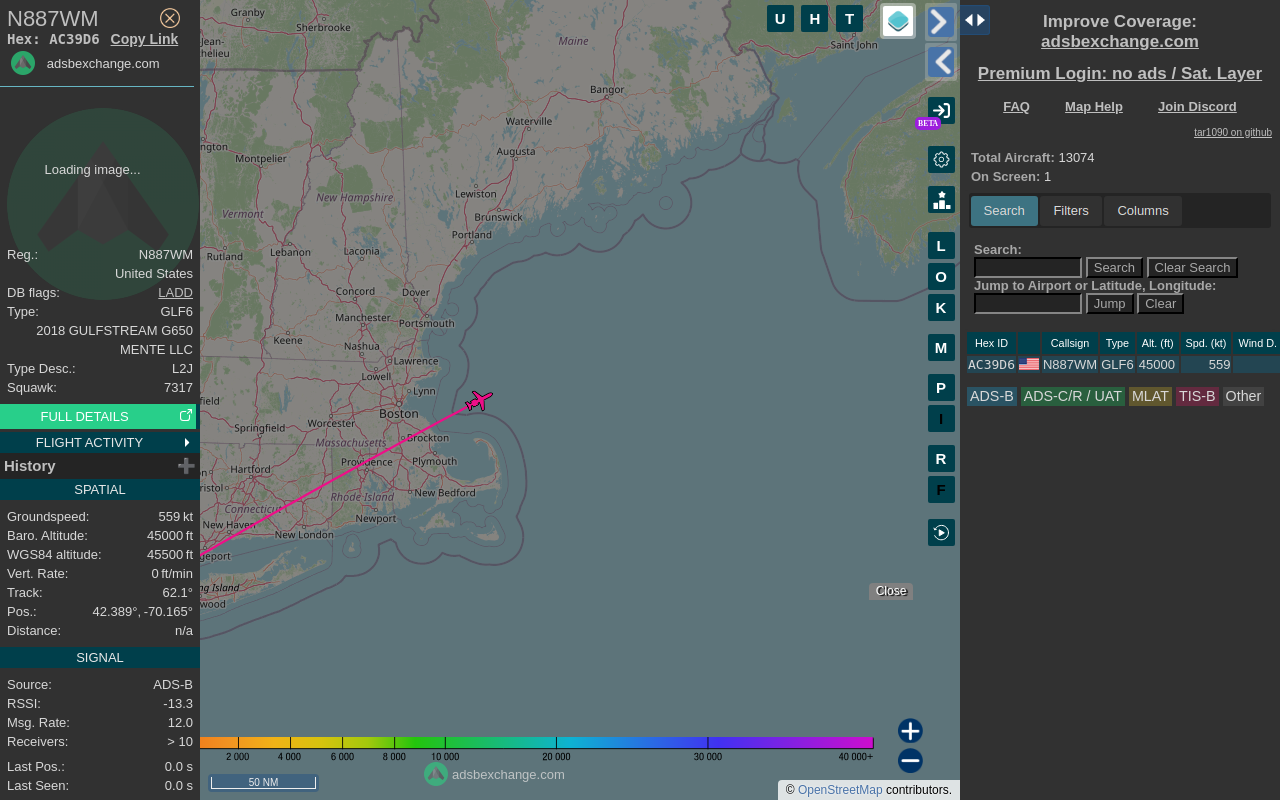 N887WM
Hex: AC39D6 Copy Link
adsbexchange.com
Loading image...
Reg.: N887WM
United States
DB flags: LADD
Type: GLF6
2018 GULFSTREAM G650
MENTE LLC
Type Desc.: L2J
Squawk: 7317
FULL DETAILS
FLIGHT ACTIVITY
History
SPATIAL
Groundspeed: 559 kt
Baro. Altitude: 45000 ft
WGS84 altitude: 45500 ft
Vert. Rate: 0 ft/min
Track: 62.1°
Pos.: 42.389°, -70.165°
Distance: n/a
SIGNAL
Source: ADS-B
RSSI: -13.3
Msg. Rate: 12.0
Receivers: > 10
Last Pos.: 0.0 s
Last Seen: 0.0 s
Granby
Sherbrooke
Maine
Saint John
Bangor
Waterville
Augusta
Montpelier
Lewiston
New Hampshire
Brunswick
Vermont
Portland
Rutland
Lebanon
Laconia
Concord
Dover
Manchester
Portsmouth
Keene
Nashua
Lawrence
Lowell
Lynn
Boston
Worcester
Springfield
Massachusetts
Brockton
Providence
Plymouth
Hartford
Rhode Island
New Bedford
Connecticut
Newport
New Haven
New London
U H T
BETA
L
O
K
M
P
I
R
F
Close
2 000 4 000 6 000 8 000 10 000 20 000 30 000 40 000+
50 NM
adsbexchange.com
© OpenStreetMap contributors.
Improve Coverage:
adsbexchange.com
Premium Login: no ads / Sat. Layer
FAQ Map Help Join Discord
tar1090 on github
Total Aircraft: 13074
On Screen: 1
Search Filters Columns
Search:
Search Clear Search
Jump to Airport or Latitude, Longitude:
Jump Clear
Hex ID Callsign Type Alt. (ft) Spd. (kt) Wind D.
AC39D6 N887WM GLF6 45000 559
ADS-B ADS-C/R / UAT MLAT TIS-B Other